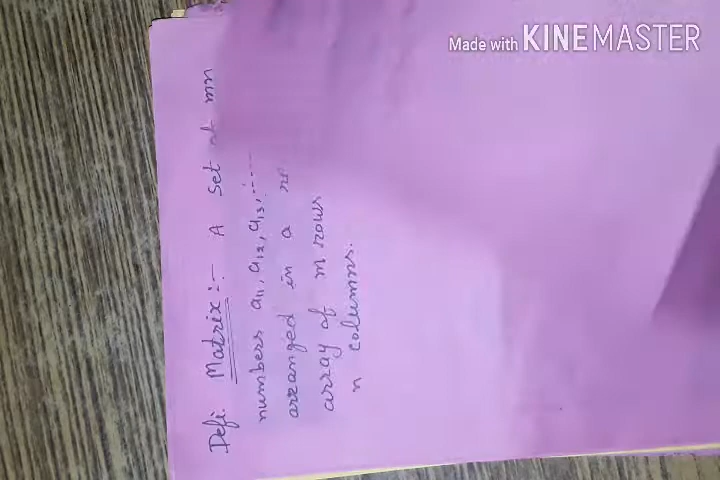 Made with KINEMASTER
Defi. Matrix :- A set of mn
numbers a11, a12, a13, ----
arranged in a
array of m rows
n columns.